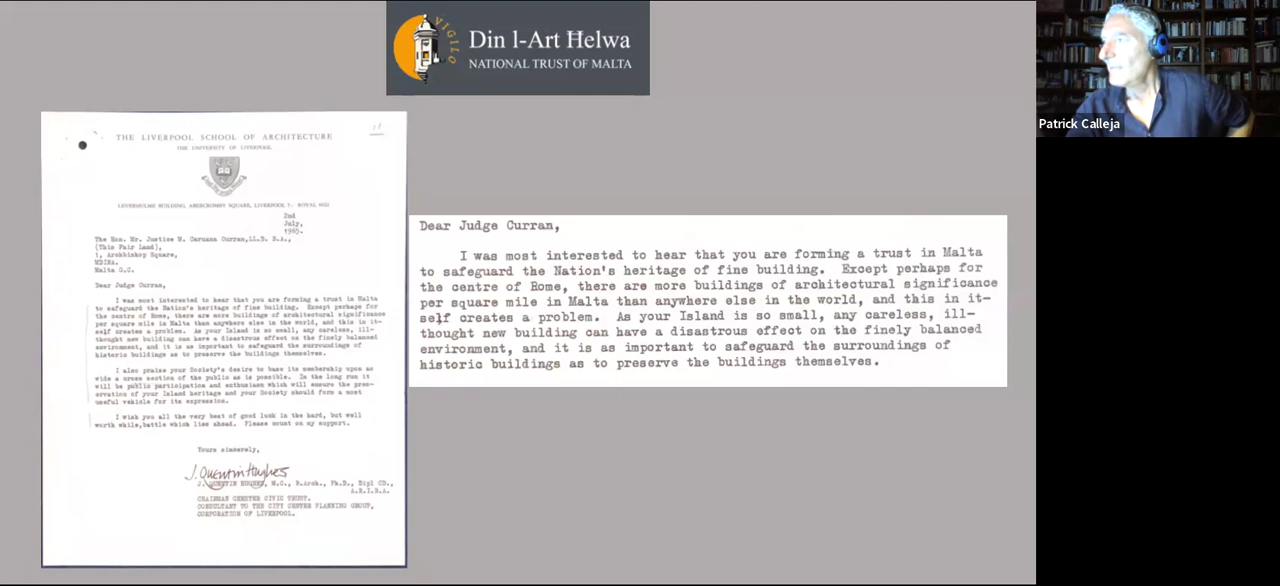 VIGILO
Din l-Art Ħelwa
NATIONAL TRUST OF MALTA
Patrick Calleja
THE LIVERPOOL SCHOOL OF ARCHITECTURE
THE UNIVERSITY OF LIVERPOOL
LEVERHULME BUILDING, ABERCROMBY SQUARE, LIVERPOOL 7. ROYAL
2nd
July,
1965.
The Hon. Mr. Justice W. Caruana Curran, LL.D. B.A.,
(This Fair Land),
1, Archbishop Square,
MDINA.
Malta G.C.
Dear Judge Curran,
I was most interested to hear that you are forming a trust in Malta
to safeguard the Nation's heritage of fine building. Except perhaps for
the centre of Rome, there are more buildings of architectural significance
per square mile in Malta than anywhere else in the world, and this in it-
self creates a problem. As your Island is so small, any careless, ill-
thought new building can have a disastrous effect on the finely balanced
environment, and it is as important to safeguard the surroundings of
historic buildings as to preserve the buildings themselves.
I also praise your Society's desire to base its membership upon as
wide a cross section of the public as is possible. In the long run it
will be public participation and enthusiasm which will ensure the pres-
ervation of your Island heritage and your Society should form a most
useful vehicle for its expression.
I wish you all the very best of good luck in the hard, but well
worth while, battle which lies ahead. Please count on my support.
Yours sincerely,
J. Quentin Hughes
J. QUENTIN HUGHES, M.C., B.Arch., Ph.D., Dipl CD.,
A.R.I.B.A.
CHAIRMAN CHESTER CIVIC TRUST.
CONSULTANT TO THE CITY CENTER PLANNING GROUP,
CORPORATION OF LIVERPOOL.
Dear Judge Curran,
I was most interested to hear that you are forming a trust in Malta
to safeguard the Nation's heritage of fine building. Except perhaps for
the centre of Rome, there are more buildings of architectural significance
per square mile in Malta than anywhere else in the world, and this in it-
self creates a problem. As your Island is so small, any careless, ill-
thought new building can have a disastrous effect on the finely balanced
environment, and it is as important to safeguard the surroundings of
historic buildings as to preserve the buildings themselves.